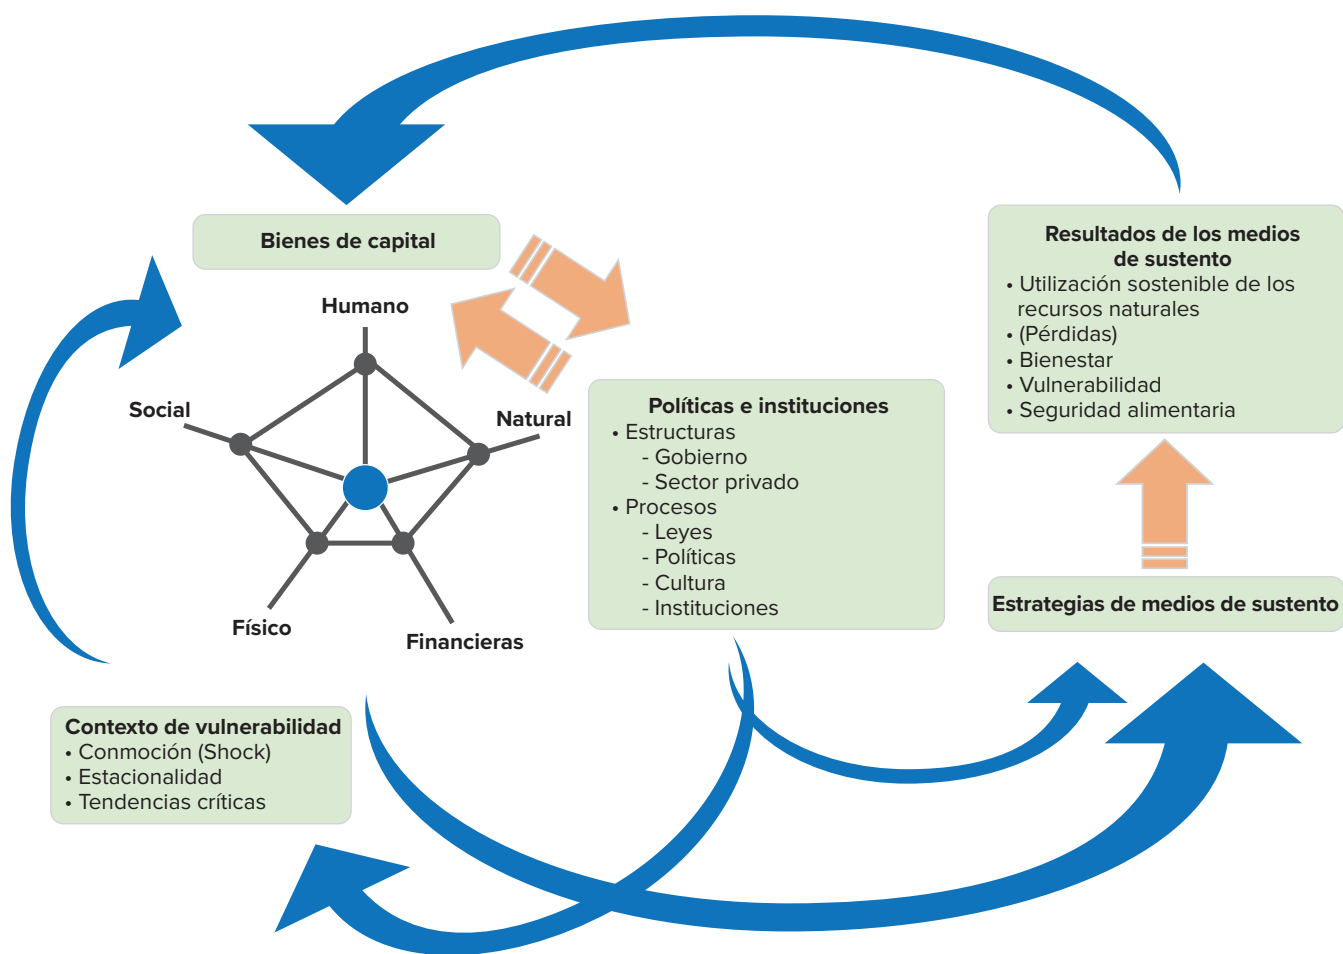 Bienes de capital
Humano
Social
Natural
Físico
Financieras
Contexto de vulnerabilidad
• Conmoción (Shock)
• Estacionalidad
• Tendencias críticas
Políticas e instituciones
• Estructuras
- Gobierno
- Sector privado
• Procesos
- Leyes
- Políticas
- Cultura
- Instituciones
Resultados de los medios
de sustento
• Utilización sostenible de los
recursos naturales
• (Pérdidas)
• Bienestar
• Vulnerabilidad
• Seguridad alimentaria
Estrategias de medios de sustento